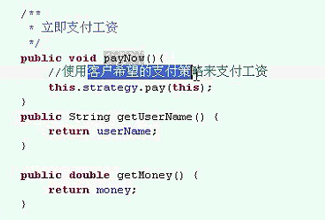 /**
 * 立即支付工资
 */
public void payNow(){
//使用客户希望的支付策略来支付工资
this.strategy.pay(this);
}
public String getUserName() {
return userName;
}
public double getMoney() {
return money;
}